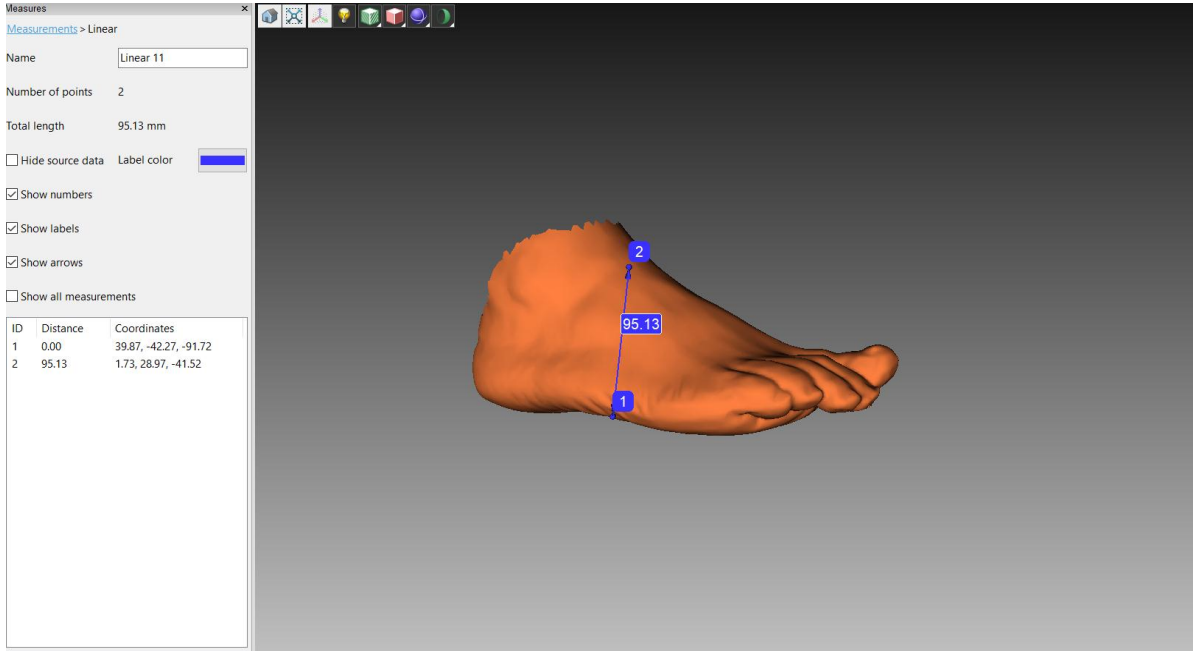 Measures
Measurements > Linear
Name Linear 11
Number of points 2
Total length 95.13 mm
Hide source data Label color
Show numbers
Show labels
Show arrows
Show all measurements
ID Distance Coordinates
1 0.00 39.87, -42.27, -91.72
2 95.13 1.73, 28.97, -41.52
2
95.13
1